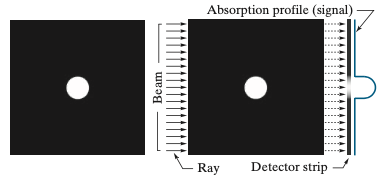 Absorption profile (signal)
Beam
Ray
Detector strip